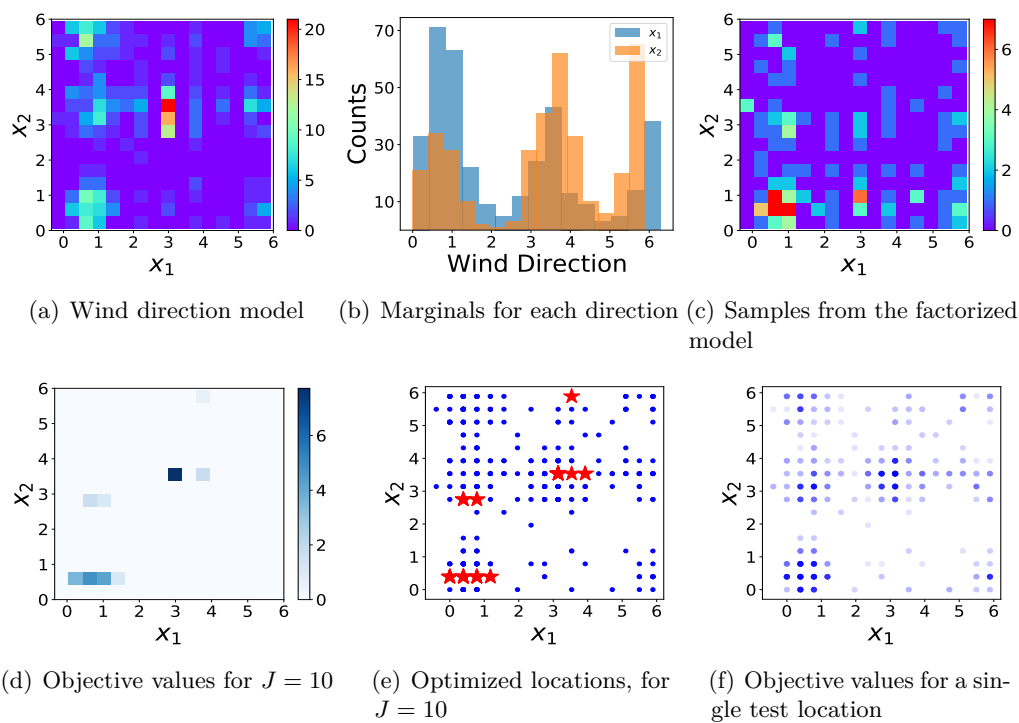 6
5
4
3
2
1
0
0 1 2 3 4 5 6
x₂
x₁
20
15
10
5
0
(a) Wind direction model
70
50
30
10
Counts
0 1 2 3 4 5 6
Wind Direction
x₁
x₂
(b) Marginals for each direction
6
5
4
3
2
1
0
0 1 2 3 4 5 6
x₂
x₁
6
4
2
0
(c) Samples from the factorized
model
6
5
4
3
2
1
0
0 1 2 3 4 5 6
x₂
x₁
6
4
2
0
(d) Objective values for J = 10
6
5
4
3
2
1
0
0 1 2 3 4 5 6
x₂
x₁
(e) Optimized locations, for
J = 10
6
5
4
3
2
1
0
0 1 2 3 4 5 6
x₂
x₁
(f) Objective values for a sin-
gle test location